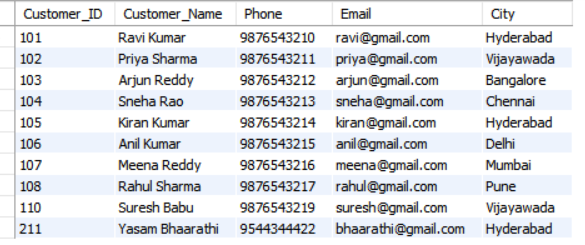 Customer_ID Customer_Name Phone Email City
101 Ravi Kumar 9876543210 ravi@gmail.com Hyderabad
102 Priya Sharma 9876543211 priya@gmail.com Vijayawada
103 Arjun Reddy 9876543212 arjun@gmail.com Bangalore
104 Sneha Rao 9876543213 sneha@gmail.com Chennai
105 Kiran Kumar 9876543214 kiran@gmail.com Hyderabad
106 Anil Kumar 9876543215 anil@gmail.com Delhi
107 Meena Reddy 9876543216 meena@gmail.com Mumbai
108 Rahul Sharma 9876543217 rahul@gmail.com Pune
110 Suresh Babu 9876543219 suresh@gmail.com Vijayawada
211 Yasam Bhaarathi 9544344422 bhaarathi@gmail.com Hyderabad